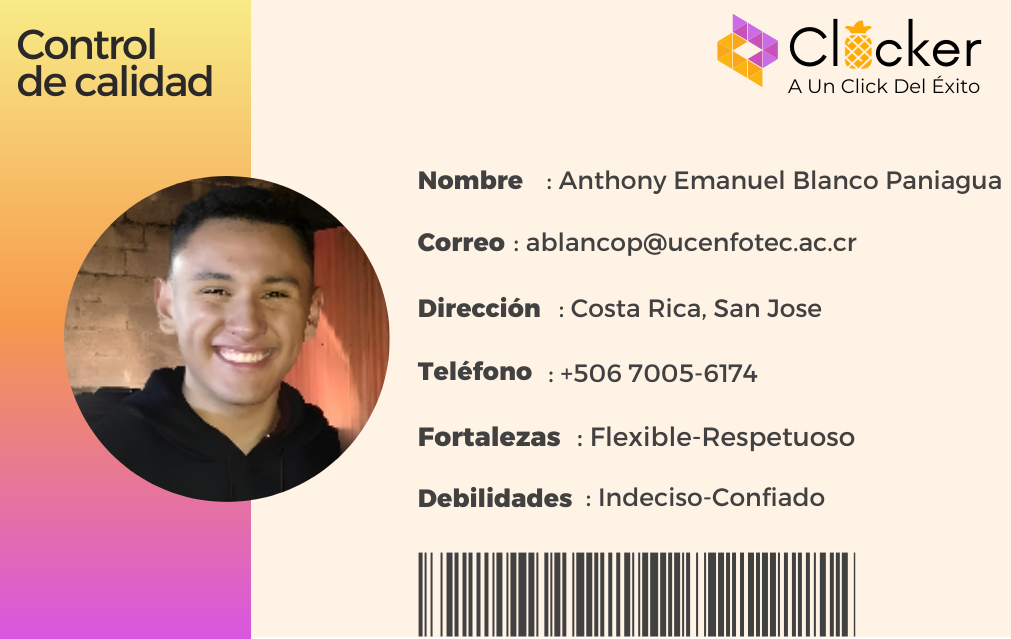 Control
de calidad
Clicker
A Un Click Del Éxito
Nombre : Anthony Emanuel Blanco Paniagua
Correo : ablancop@ucenfotec.ac.cr
Dirección : Costa Rica, San Jose
Teléfono : +506 7005-6174
Fortalezas : Flexible-Respetuoso
Debilidades : Indeciso-Confiado